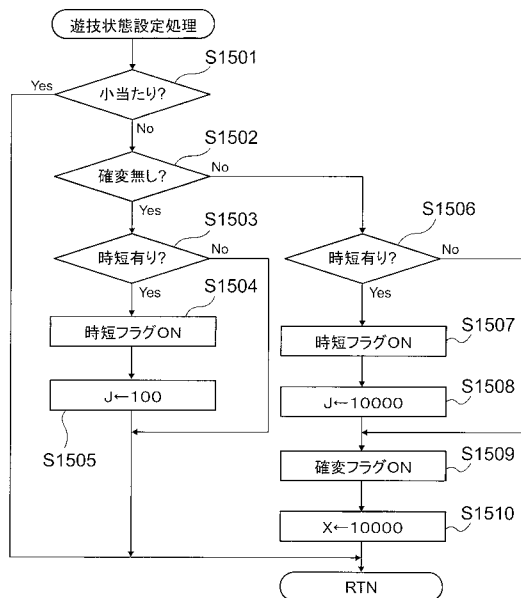 遊技状態設定処理
S1501
小当たり?
Yes
No
S1502
確変無し?
No
Yes
S1503
時短有り?
No
Yes
S1504
時短フラグON
J←100
S1505
S1506
時短有り?
No
Yes
S1507
時短フラグON
S1508
J←10000
S1509
確変フラグON
S1510
X←10000
RTN